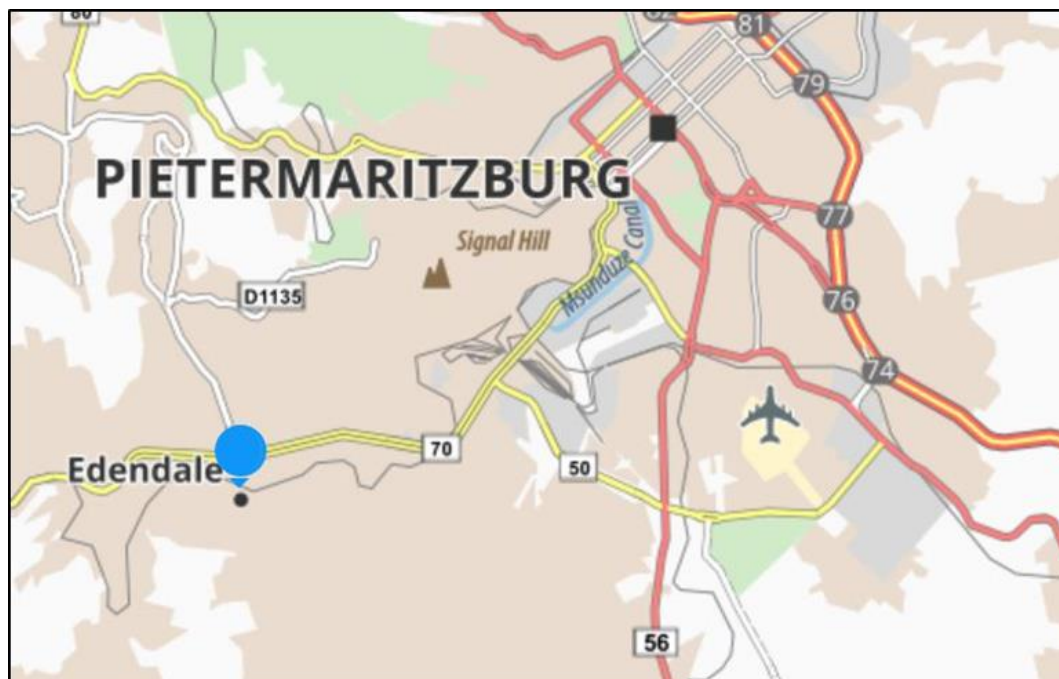 80
82
81
79
PIETERMARITZBURG
77
Signal Hill
Msunduze Canal
D1135
76
74
Edendale
70
50
56